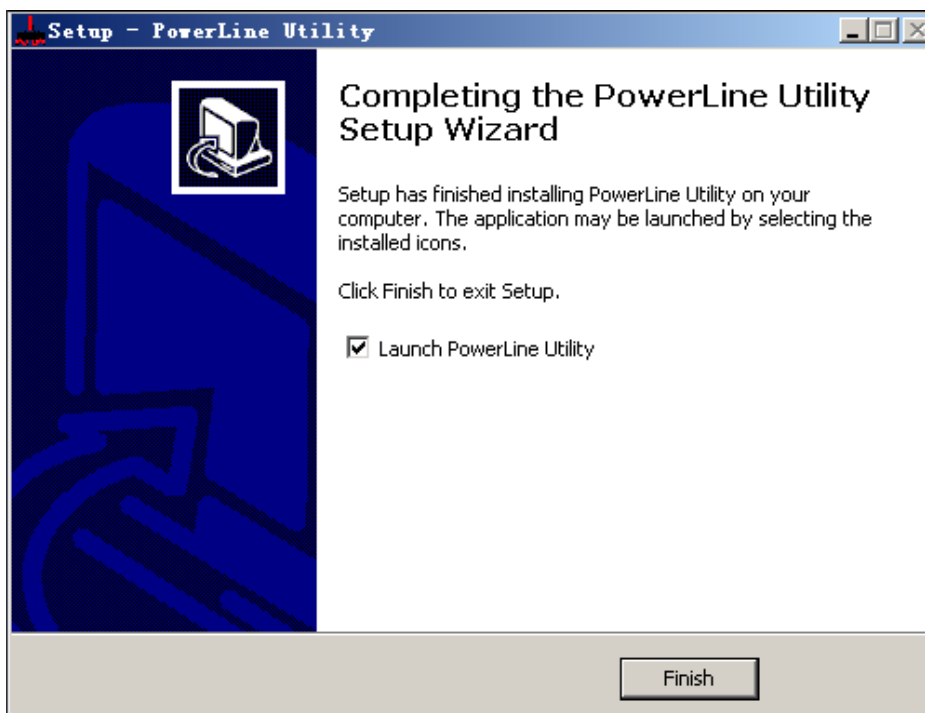 Setup - PowerLine Utility
Completing the PowerLine Utility
Setup Wizard
Setup has finished installing PowerLine Utility on your
computer. The application may be launched by selecting the
installed icons.
Click Finish to exit Setup.
Launch PowerLine Utility
Finish